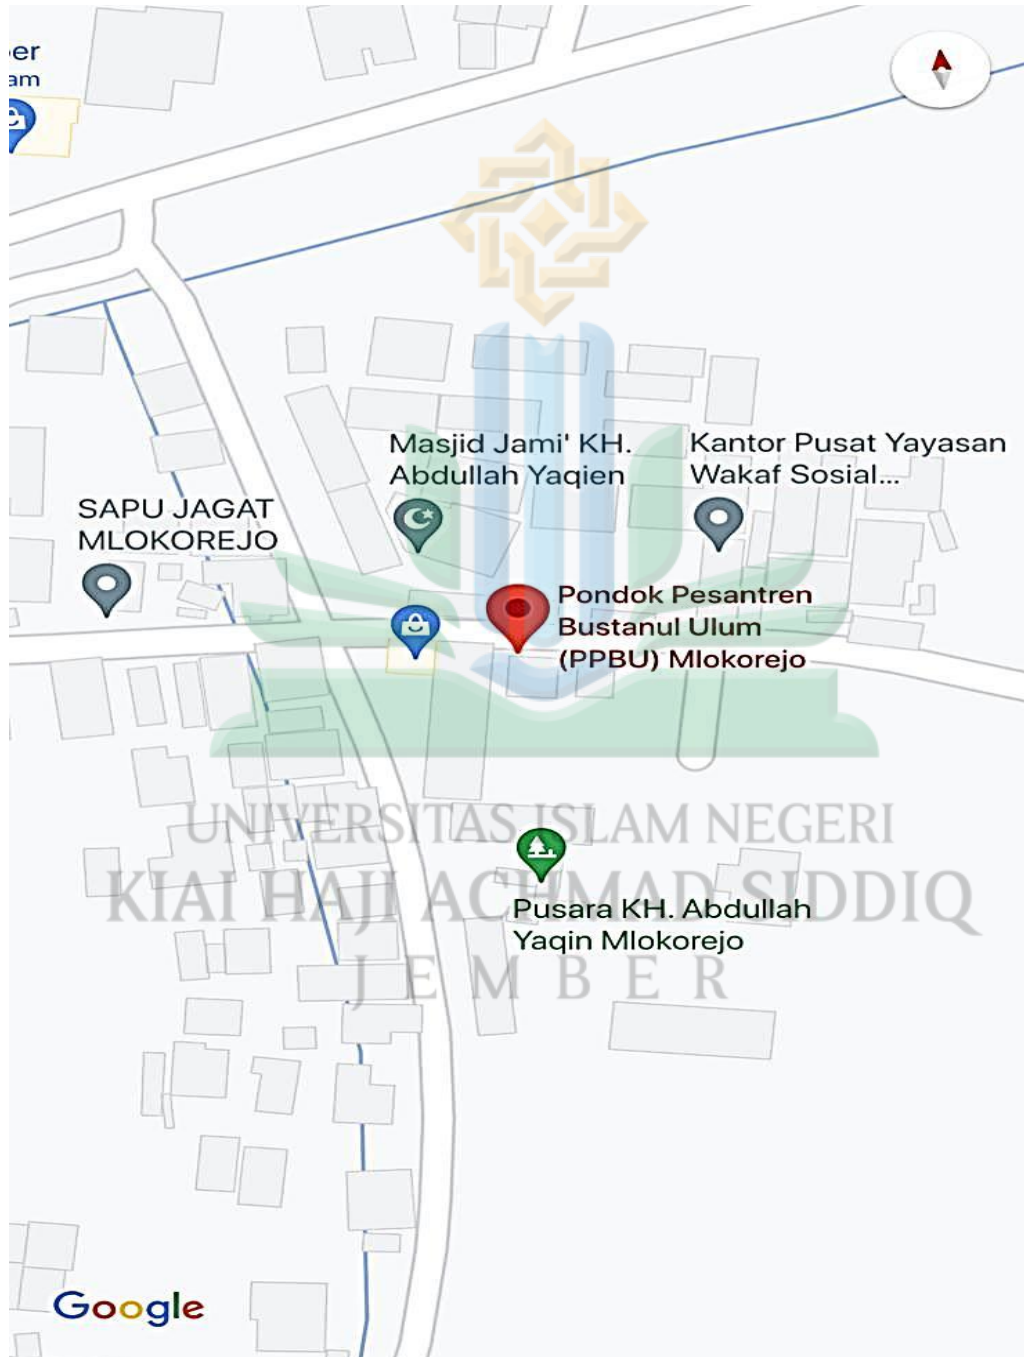 er
am
Masjid Jami' KH.
Abdullah Yaqien
Kantor Pusat Yayasan
Wakaf Sosial...
SAPU JAGAT
MLOKOREJO
Pondok Pesantren
Bustanul Ulum
(PPBU) Mlokorejo
UNIVERSITAS ISLAM NEGERI
KIAI HAJI ACHMAD SIDDIQ
Pusara KH. Abdullah
Yaqin Mlokorejo
JEMBER
Google